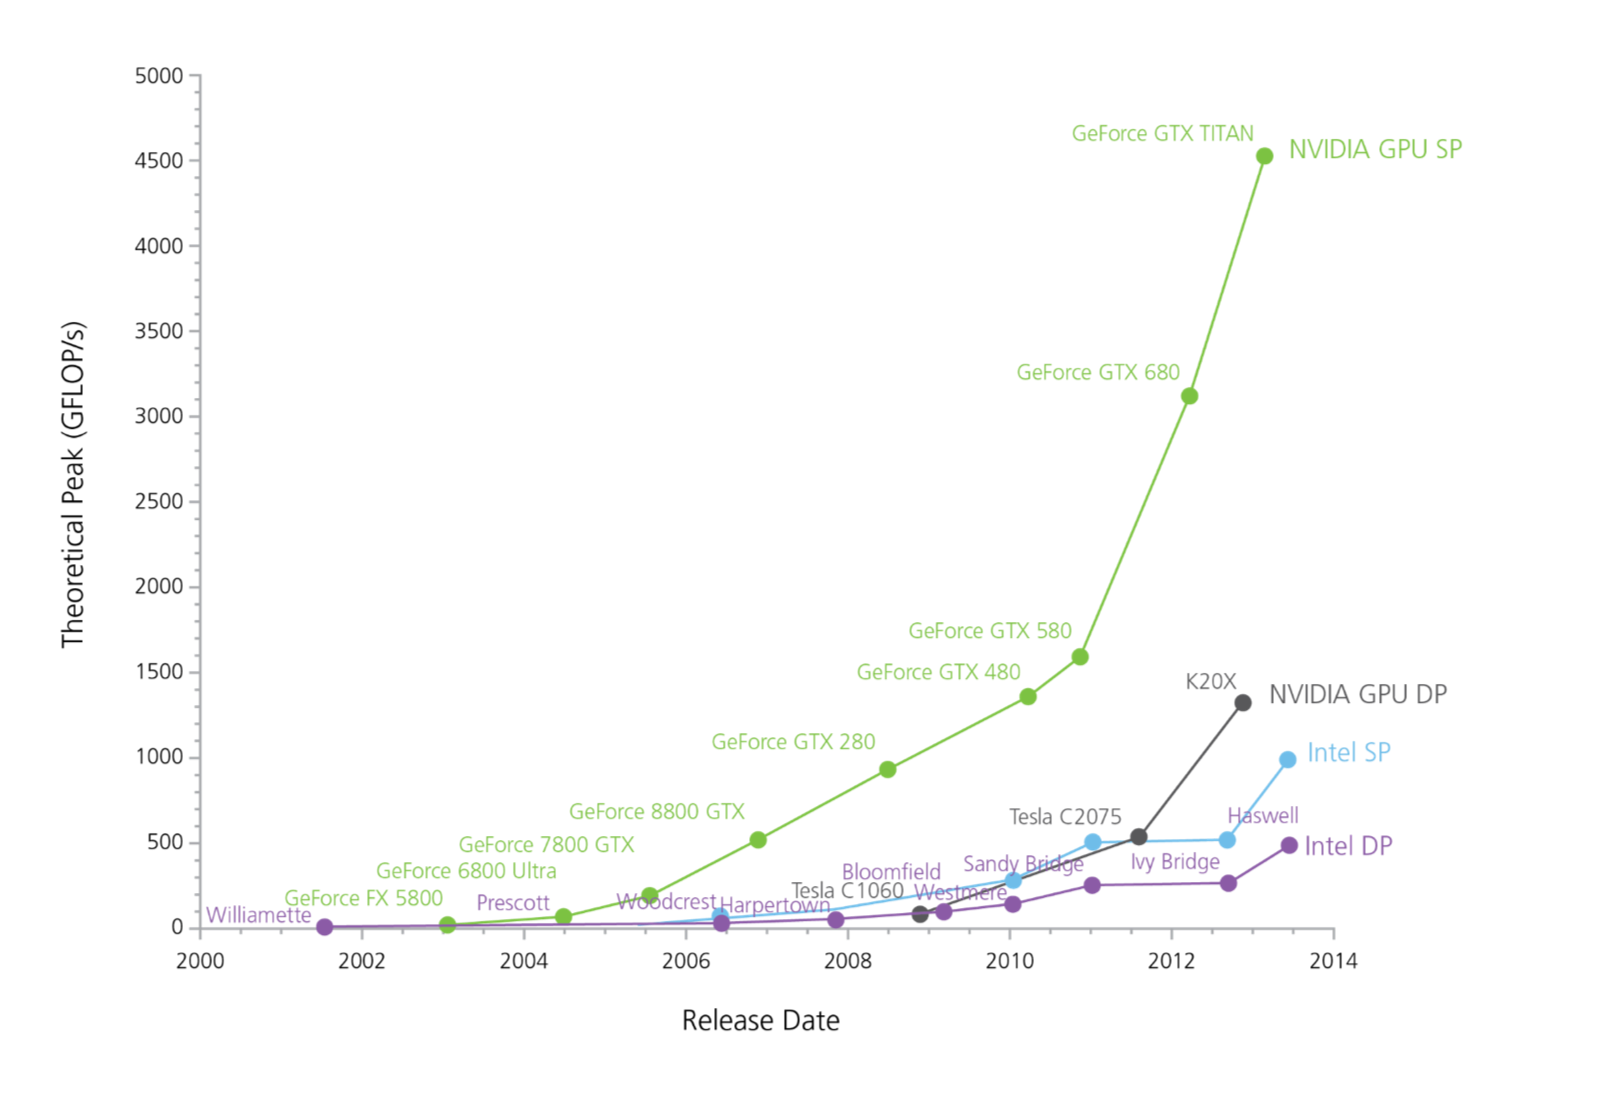 5000
GeForce GTX TITAN
NVIDIA GPU SP
4500
4000
3500
GeForce GTX 680
3000
Theoretical Peak (GFLOP/s)
2500
2000
GeForce GTX 580
GeForce GTX 480
1500
K20X
NVIDIA GPU DP
GeForce GTX 280
1000
Intel SP
GeForce 8800 GTX
Tesla C2075
Haswell
500
GeForce 7800 GTX
Intel DP
GeForce 6800 Ultra
Bloomfield
Sandy Bridge
Ivy Bridge
GeForce FX 5800
Prescott
Woodcrest
Harpertown
Tesla C1060
Westmere
Williamette
0
2000 2002 2004 2006 2008 2010 2012 2014
Release Date